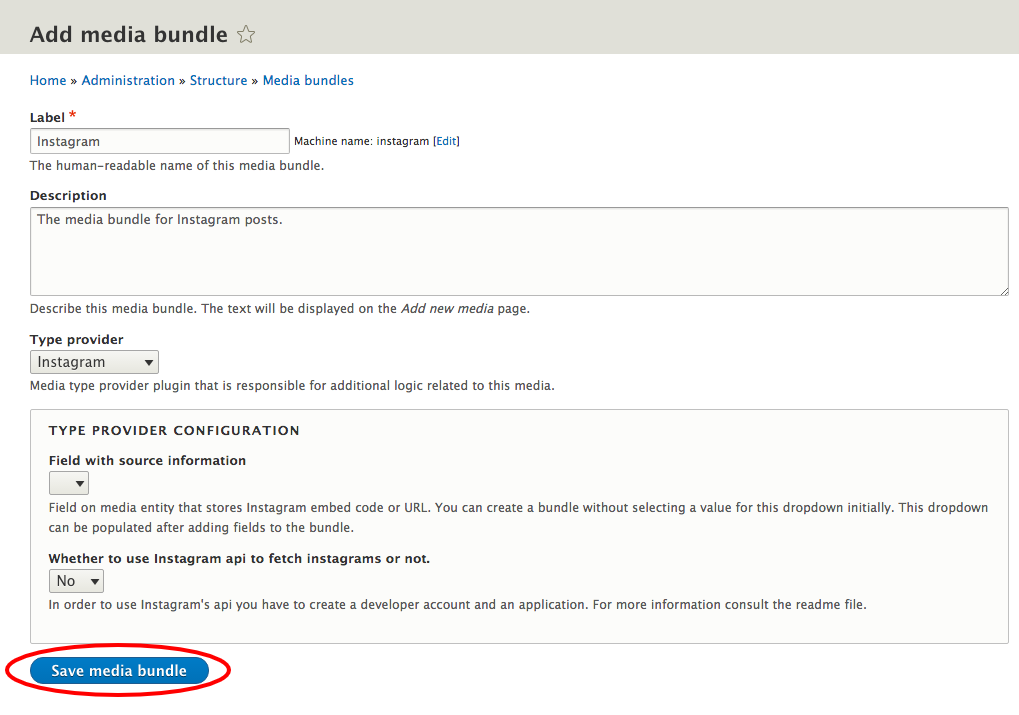 Add media bundle
Home » Administration » Structure » Media bundles
Label *
Instagram Machine name: instagram [Edit]
The human-readable name of this media bundle.
Description
The media bundle for Instagram posts.
Describe this media bundle. The text will be displayed on the Add new media page.
Type provider
Instagram
Media type provider plugin that is responsible for additional logic related to this media.
TYPE PROVIDER CONFIGURATION
Field with source information
Field on media entity that stores Instagram embed code or URL. You can create a bundle without selecting a value for this dropdown initially. This dropdown
can be populated after adding fields to the bundle.
Whether to use Instagram api to fetch instagrams or not.
No
In order to use Instagram's api you have to create a developer account and an application. For more information consult the readme file.
Save media bundle